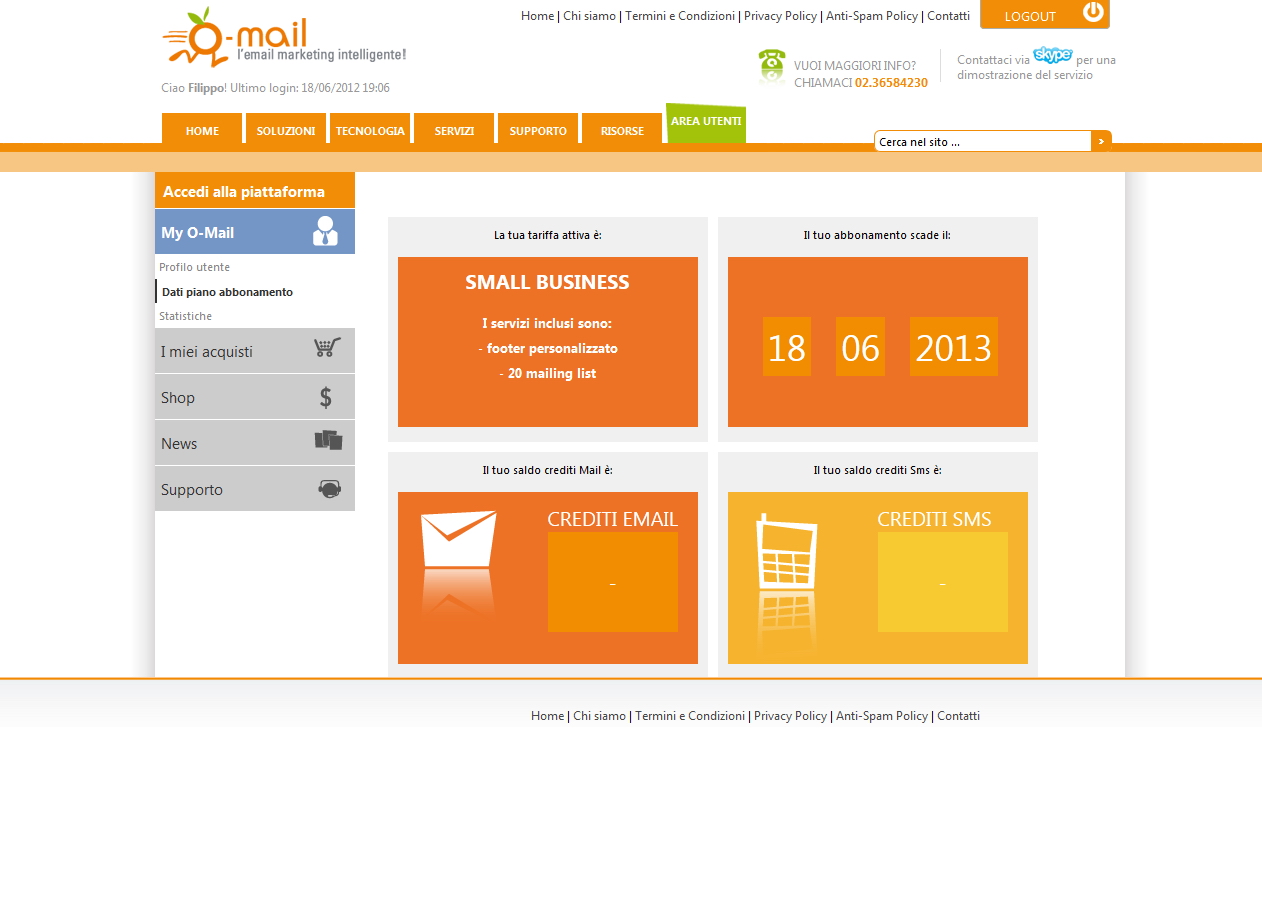 Home | Chi siamo | Termini e Condizioni | Privacy Policy | Anti-Spam Policy | Contatti
LOGOUT
O-mail
l'email marketing intelligente!
VUOI MAGGIORI INFO?
CHIAMACI 02.36584230
Contattaci via skype per una
dimostrazione del servizio
Ciao Filippo! Ultimo login: 18/06/2012 19:06
HOME
SOLUZIONI
TECNOLOGIA
SERVIZI
SUPPORTO
RISORSE
AREA UTENTI
Cerca nel sito ...
Accedi alla piattaforma
My O-Mail
Profilo utente
Dati piano abbonamento
Statistiche
I miei acquisti
Shop
$
News
Supporto
La tua tariffa attiva è:
SMALL BUSINESS
I servizi inclusi sono:
- footer personalizzato
- 20 mailing list
Il tuo abbonamento scade il:
18 06 2013
Il tuo saldo crediti Mail è:
CREDITI EMAIL
-
Il tuo saldo crediti Sms è:
CREDITI SMS
-
Home | Chi siamo | Termini e Condizioni | Privacy Policy | Anti-Spam Policy | Contatti